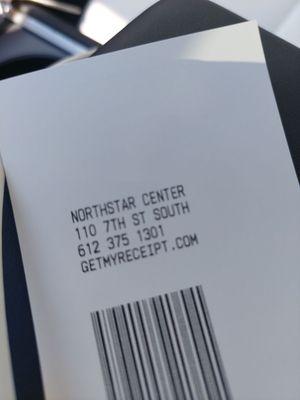 NORTHSTAR CENTER
110 7TH ST SOUTH
612 375 1301
GETMYRECEIPT.COM